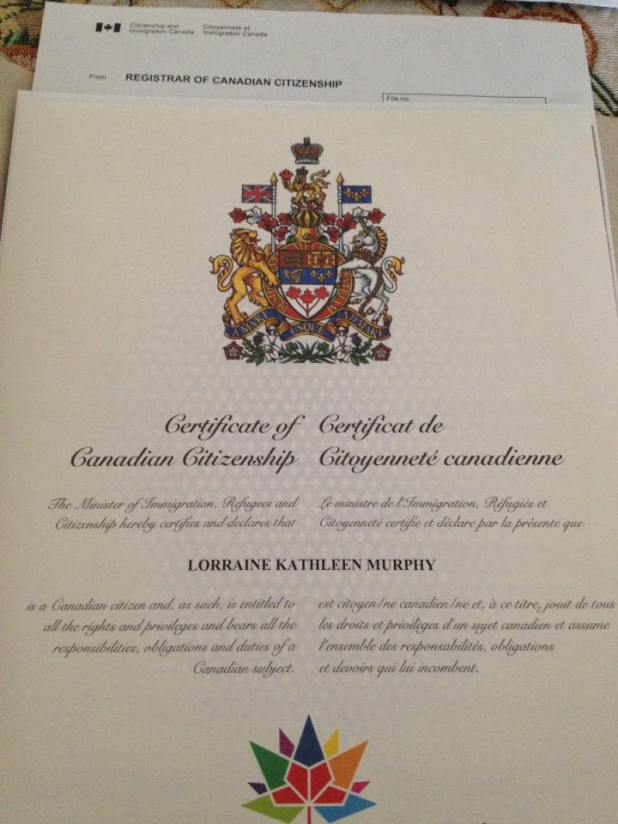 Citizenship and Citoyenneté et
Immigration Canada Immigration Canada
From REGISTRAR OF CANADIAN CITIZENSHIP
File no.
A MARI USQUE AD MARE
Certificate of Certificat de
Canadian Citizenship Citoyenneté canadienne
The Minister of Immigration, Refugees and Le ministre de l'Immigration, Réfugiés et
Citizenship hereby certifies and declares that Citoyenneté certifie et déclare par la présente que
LORRAINE KATHLEEN MURPHY
is a Canadian citizen and, as such, is entitled to est citoyen/ne canadien/ne et, à ce titre, jouit de tous
all the rights and privileges and bears all the les droits et privilèges d'un sujet canadien et assume
responsibilities, obligations and duties of a l'ensemble des responsabilités, obligations
Canadian subject. et devoirs qui lui incombent.